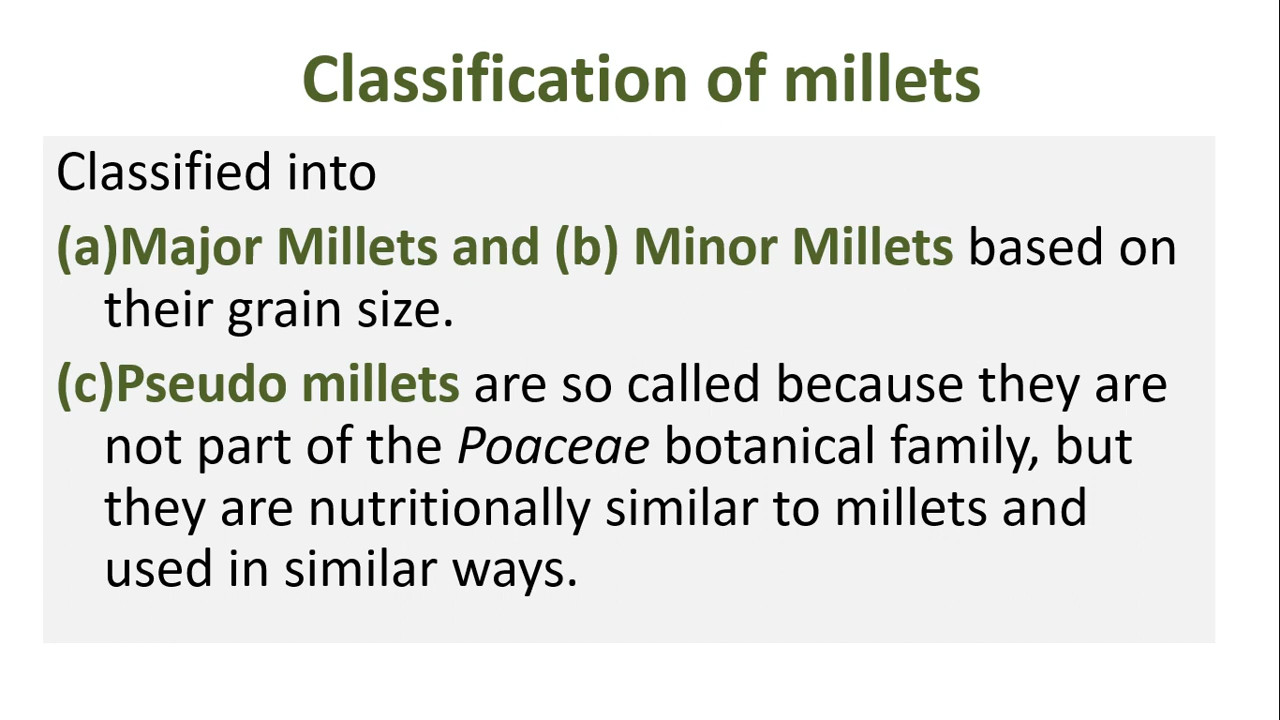 Classification of millets
Classified into
(a)Major Millets and (b) Minor Millets based on
their grain size.
(c)Pseudo millets are so called because they are
not part of the Poaceae botanical family, but
they are nutritionally similar to millets and
used in similar ways.